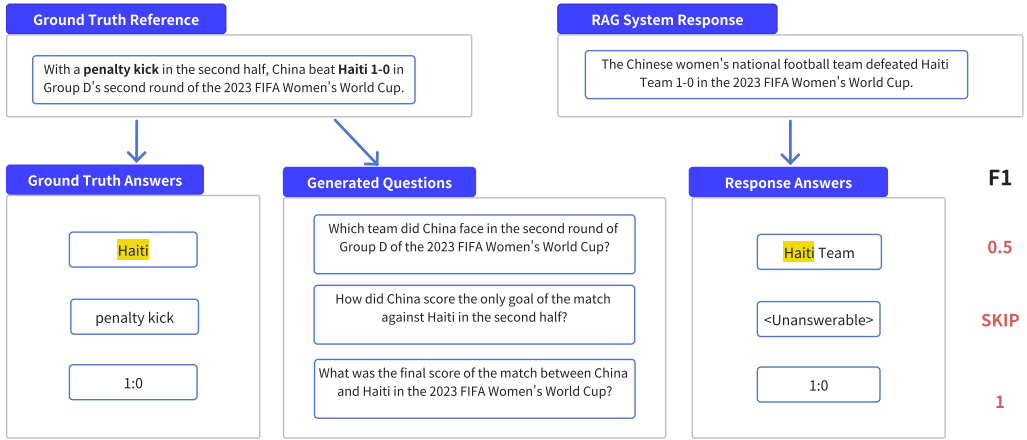 Ground Truth Reference
With a penalty kick in the second half, China beat Haiti 1-0 in
Group D's second round of the 2023 FIFA Women's World Cup.
RAG System Response
The Chinese women's national football team defeated Haiti
Team 1-0 in the 2023 FIFA Women's World Cup.
Ground Truth Answers
Haiti
penalty kick
1:0
Generated Questions
Which team did China face in the second round of
Group D of the 2023 FIFA Women's World Cup?
How did China score the only goal of the match
against Haiti in the second half?
What was the final score of the match between China
and Haiti in the 2023 FIFA Women's World Cup?
Response Answers
Haiti Team
<Unanswerable>
1:0
F1
0.5
SKIP
1